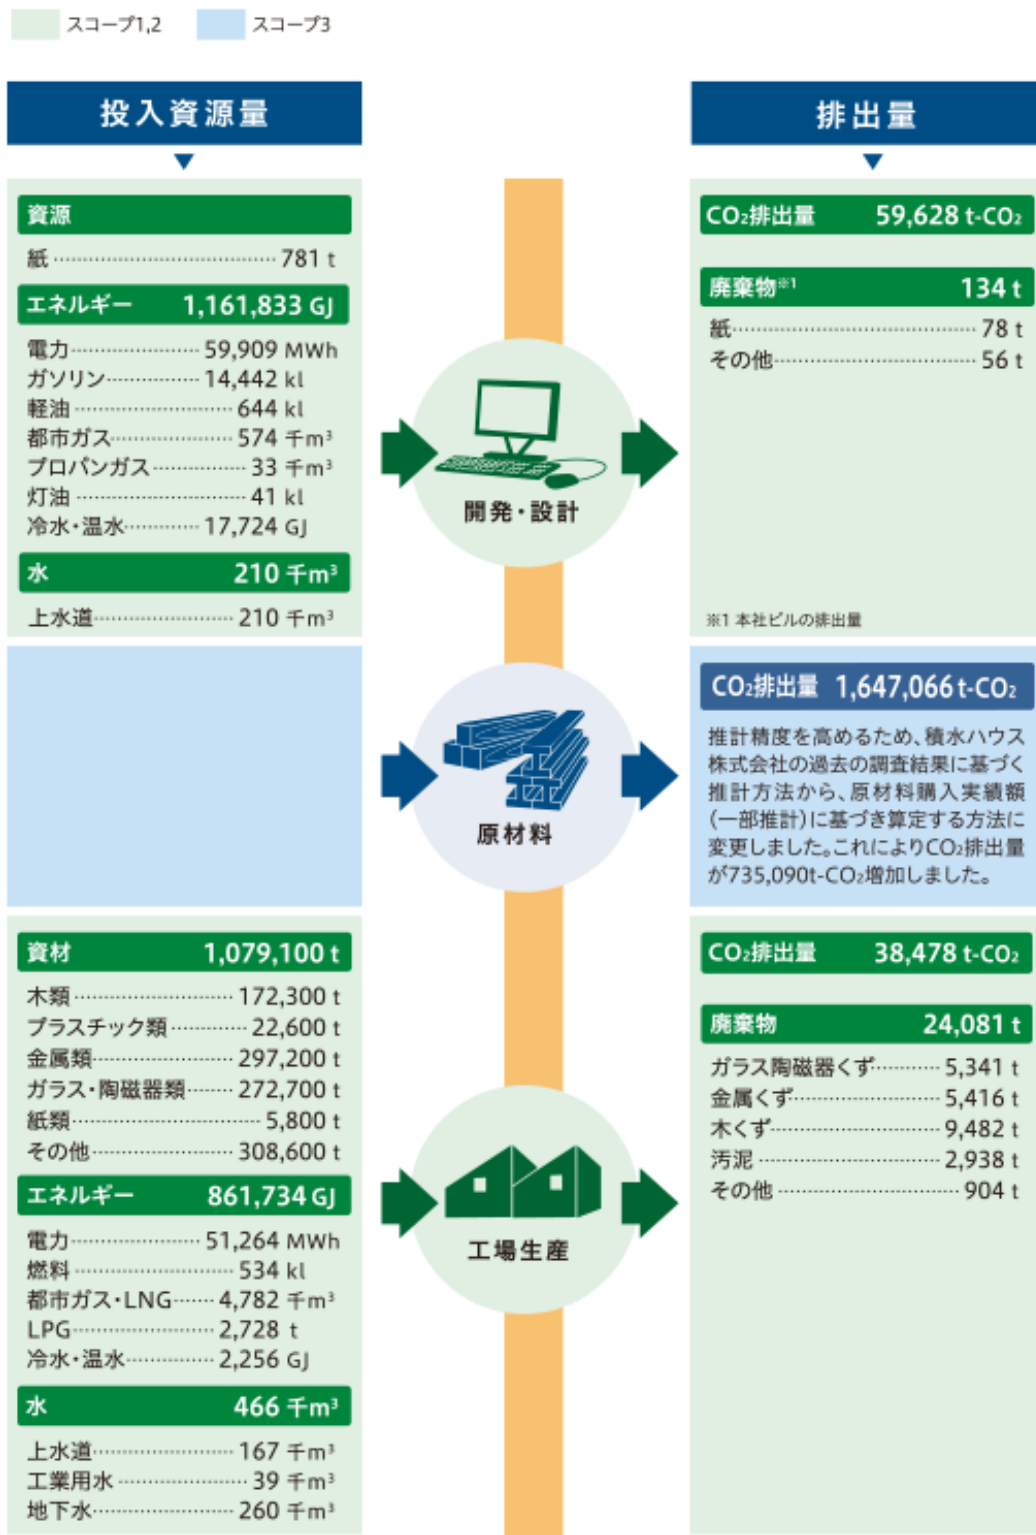 スコープ1,2
スコープ3
投入資源量
排出量
資源
紙 781 t
エネルギー 1,161,833 GJ
電力 59,909 MWh
ガソリン 14,442 kl
軽油 644 kl
都市ガス 574 千m³
プロパンガス 33 千m³
灯油 41 kl
冷水・温水 17,724 GJ
水 210 千m³
上水道 210 千m³
開発・設計
CO₂排出量 59,628 t-CO₂
廃棄物※1 134 t
紙 78 t
その他 56 t
※1 本社ビルの排出量
原材料
CO₂排出量 1,647,066 t-CO₂
推計精度を高めるため、積水ハウス
株式会社の過去の調査結果に基づく
推計方法から、原材料購入実績額
(一部推計)に基づき算定する方法に
変更しました。これによりCO₂排出量
が735,090t-CO₂増加しました。
資材 1,079,100 t
木類 172,300 t
プラスチック類 22,600 t
金属類 297,200 t
ガラス・陶磁器類 272,700 t
紙類 5,800 t
その他 308,600 t
エネルギー 861,734 GJ
電力 51,264 MWh
燃料 534 kl
都市ガス・LNG 4,782 千m³
LPG 2,728 t
冷水・温水 2,256 GJ
水 466 千m³
上水道 167 千m³
工業用水 39 千m³
地下水 260 千m³
工場生産
CO₂排出量 38,478 t-CO₂
廃棄物 24,081 t
ガラス陶磁器くず 5,341 t
金属くず 5,416 t
木くず 9,482 t
汚泥 2,938 t
その他 904 t